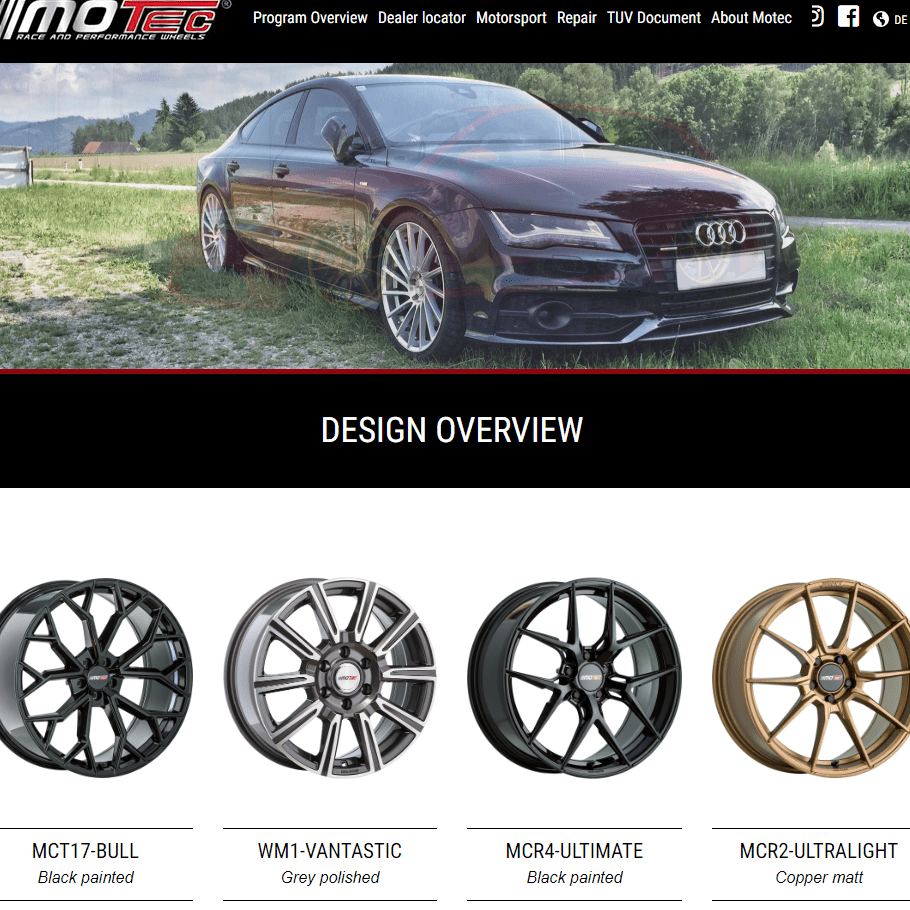 MOTEC®
RACE AND PERFORMANCE WHEELS
Program Overview Dealer locator Motorsport Repair TUV Document About Motec DE
DESIGN OVERVIEW
MCT17-BULL
Black painted
WM1-VANTASTIC
Grey polished
MCR4-ULTIMATE
Black painted
MCR2-ULTRALIGHT
Copper matt